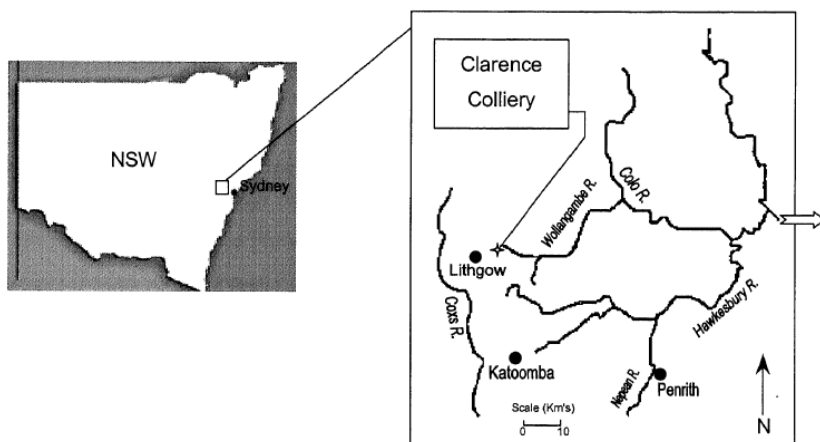 NSW
Sydney
Clarence
Colliery
Colo R.
Wollangambe R.
Lithgow
Coxs R.
Hawkesbury R.
Katoomba
Nepean R.
Penrith
Scale (Km's)
0 10
N